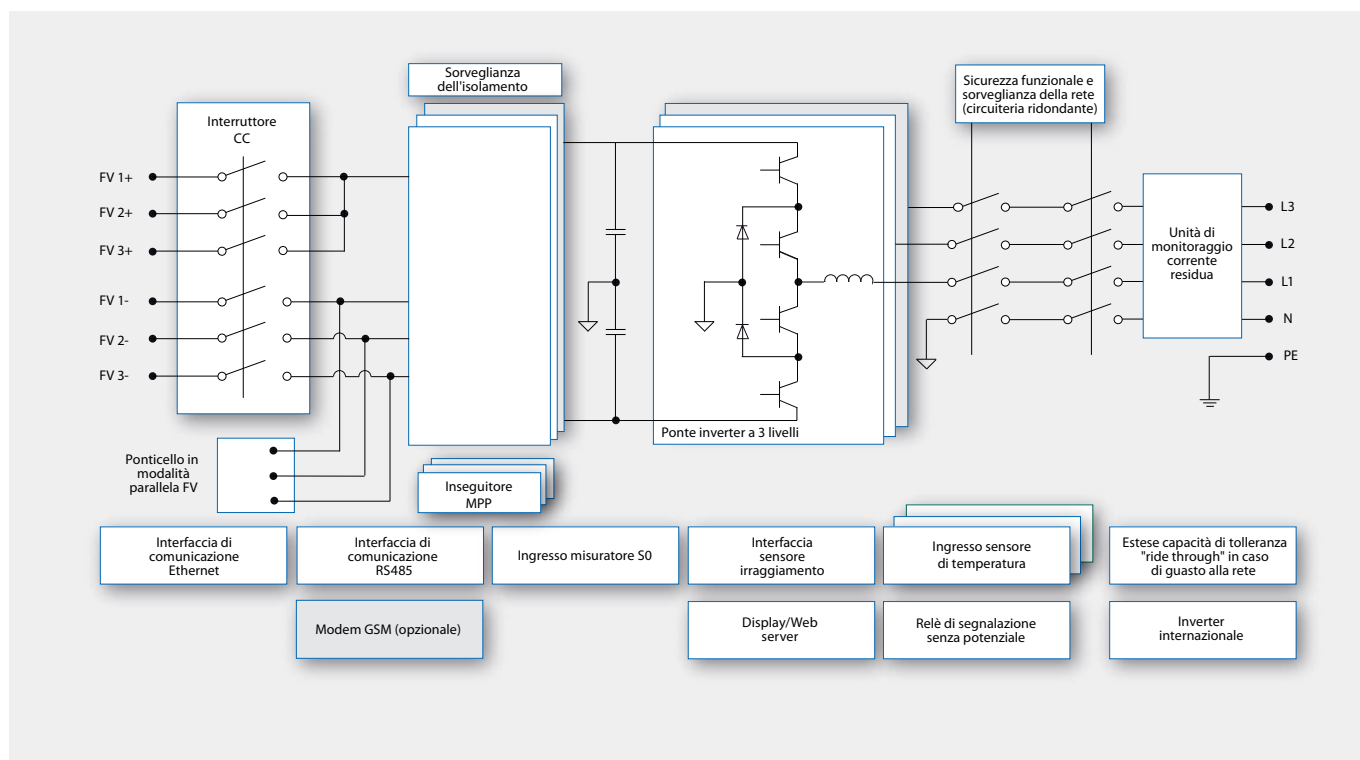 Sorveglianza
dell'isolamento
Sicurezza funzionale e
sorveglianza della rete
(circuiteria ridondante)
Interruttore
CC
FV 1+
FV 2+
FV 3+
FV 1-
FV 2-
FV 3-
L3
L2
L1
N
PE
Unità di
monitoraggio
corrente
residua
Ponte inverter a 3 livelli
Ponticello in
modalità
parallela FV
Inseguitore
MPP
Interfaccia di
comunicazione
Ethernet
Interfaccia di
comunicazione
RS485
Ingresso misuratore S0
Interfaccia
sensore
irraggiamento
Ingresso sensore
di temperatura
Estese capacità di tolleranza
"ride through" in caso
di guasto alla rete
Modem GSM (opzionale)
Display/Web
server
Relè di segnalazione
senza potenziale
Inverter
internazionale